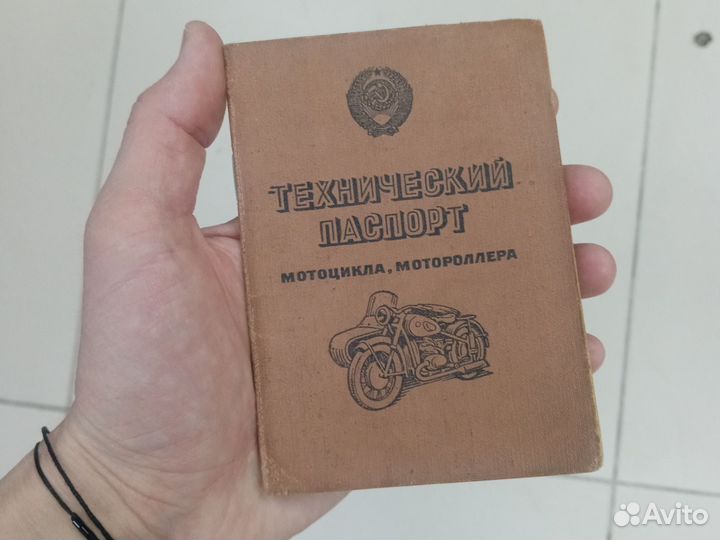 ТЕХНИЧЕСКИЙ
ПАСПОРТ
МОТОЦИКЛА, МОТОРОЛЛЕРА
Avito